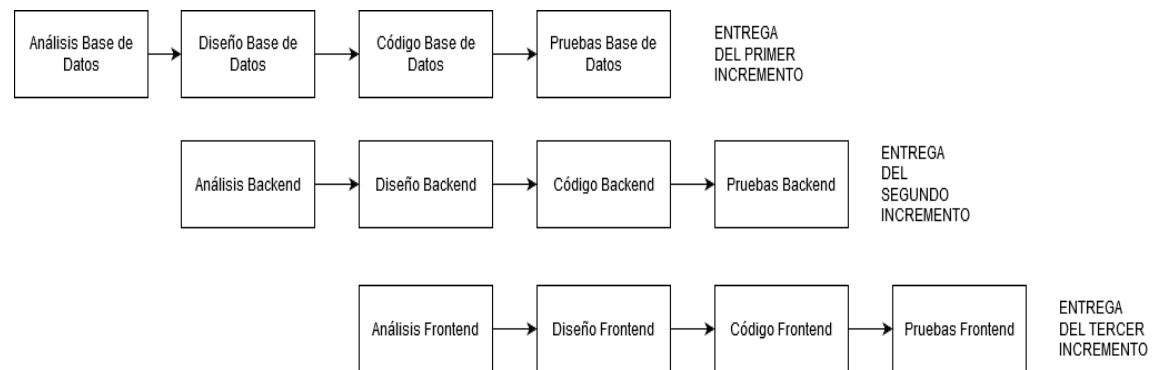 Análisis Base de
Datos
Diseño Base de
Datos
Código Base de
Datos
Pruebas Base de
Datos
ENTREGA
DEL PRIMER
INCREMENTO
Análisis Backend
Diseño Backend
Código Backend
Pruebas Backend
ENTREGA
DEL
SEGUNDO
INCREMENTO
Análisis Frontend
Diseño Frontend
Código Frontend
Pruebas Frontend
ENTREGA
DEL TERCER
INCREMENTO